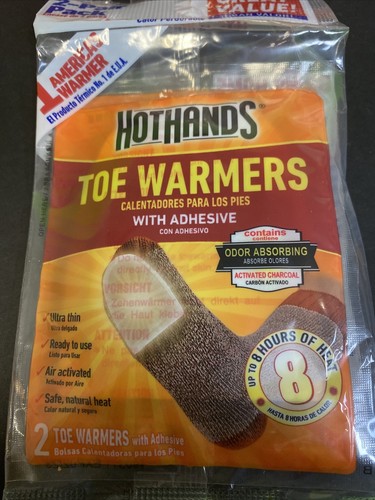 VALUE!
AMERICA'S
WARMER
El Producto Térmico No. 1 de E.U.A.
HOTHANDS®
TOE WARMERS
CALENTADORES PARA LOS PIES
WITH ADHESIVE
CON ADHESIVO
contains
contiene
ODOR ABSORBING
ABSORBE OLORES
ACTIVATED CHARCOAL
CARBÓN ACTIVADO
Ultra thin
Ultra delgado
Ready to use
Listo para Usar
Air activated
Activado por Aire
Safe, natural heat
Calor natural y seguro
UP TO 8 HOURS OF HEAT
8
HASTA 8 HORAS DE CALOR
2 TOE WARMERS with Adhesive
Bolsas Calentadoras para los Pies